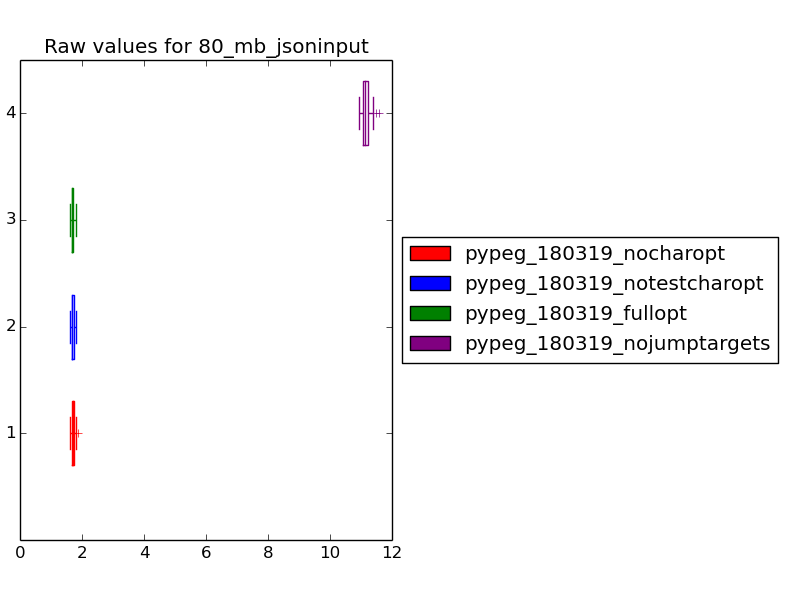 Raw values for 80_mb_jsoninput
4
3
2
1
0 2 4 6 8 10 12
pypeg_180319_nocharopt
pypeg_180319_notestcharopt
pypeg_180319_fullopt
pypeg_180319_nojumptargets